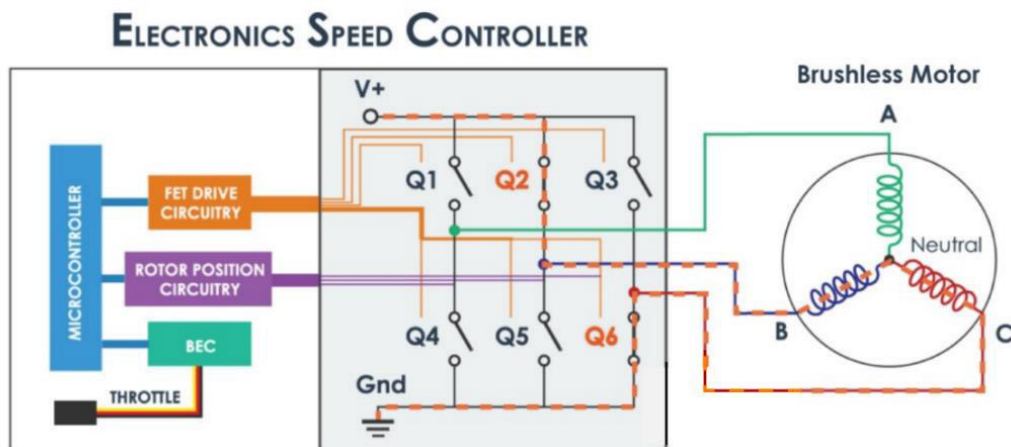 ELECTRONICS SPEED CONTROLLER
Brushless Motor
V+
A
Q1
Q2
Q3
MICROCONTROLLER
FET DRIVE
CIRCUITRY
Neutral
ROTOR POSITION
CIRCUITRY
B
C
Q4
Q5
Q6
BEC
Gnd
THROTTLE